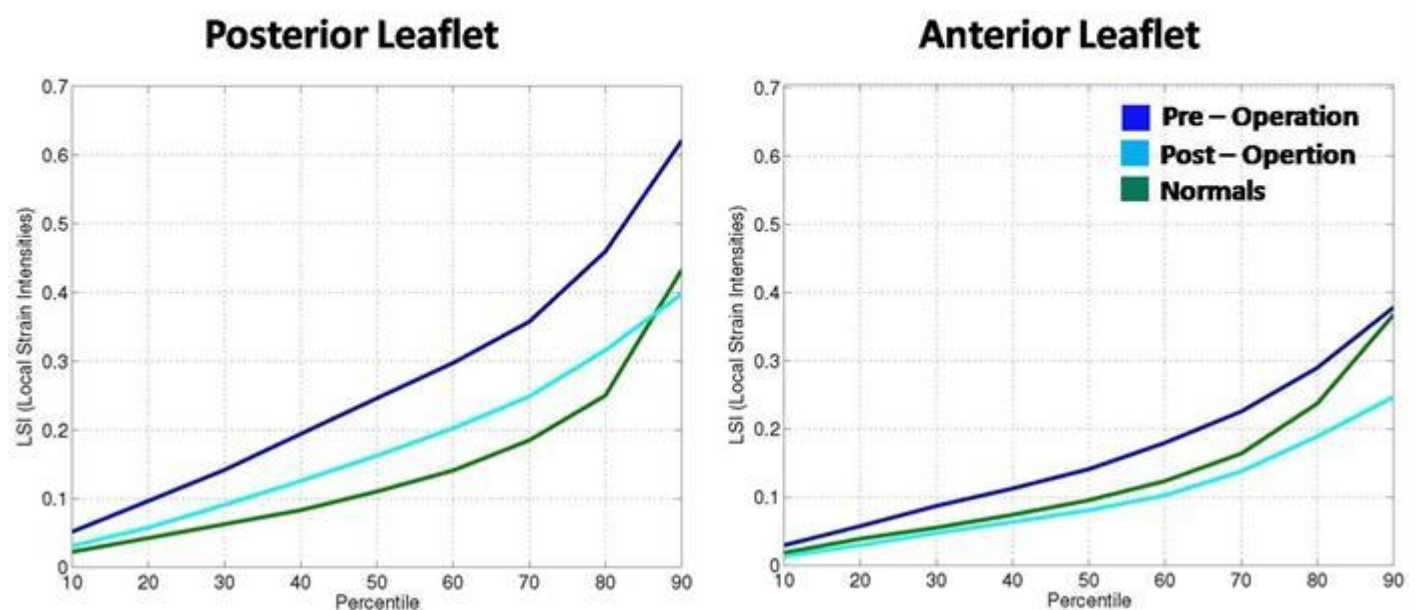 Posterior Leaflet
LSI (Local Strain Intensities)
0.7
0.6
0.5
0.4
0.3
0.2
0.1
0
10 20 30 40 50 60 70 80 90
Percentile
Anterior Leaflet
LSI (Local Strain Intensities)
0.7
0.6
0.5
0.4
0.3
0.2
0.1
0
10 20 30 40 50 60 70 80 90
Percentile
Pre – Operation
Post – Opertion
Normals